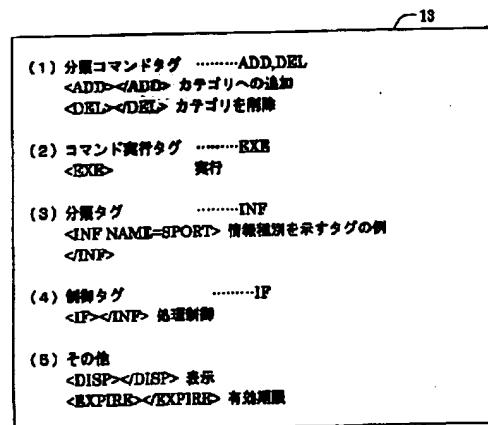 13
(1) 分類コマンドタグ ………ADD,DEL
<ADD></ADD> カテゴリへの追加
<DEL></DEL> カテゴリを削除
(2) コマンド実行タグ ………EXE
<EXE> 実行
(3) 分類タグ ………INF
<INF NAME=SPORT> 情報種別を示すタグの例
</INF>
(4) 制御タグ ………IF
<IF></INF> 処理制御
(5) その他
<DISP></DISP> 表示
<EXPIRE></EXPIRE> 有効期限